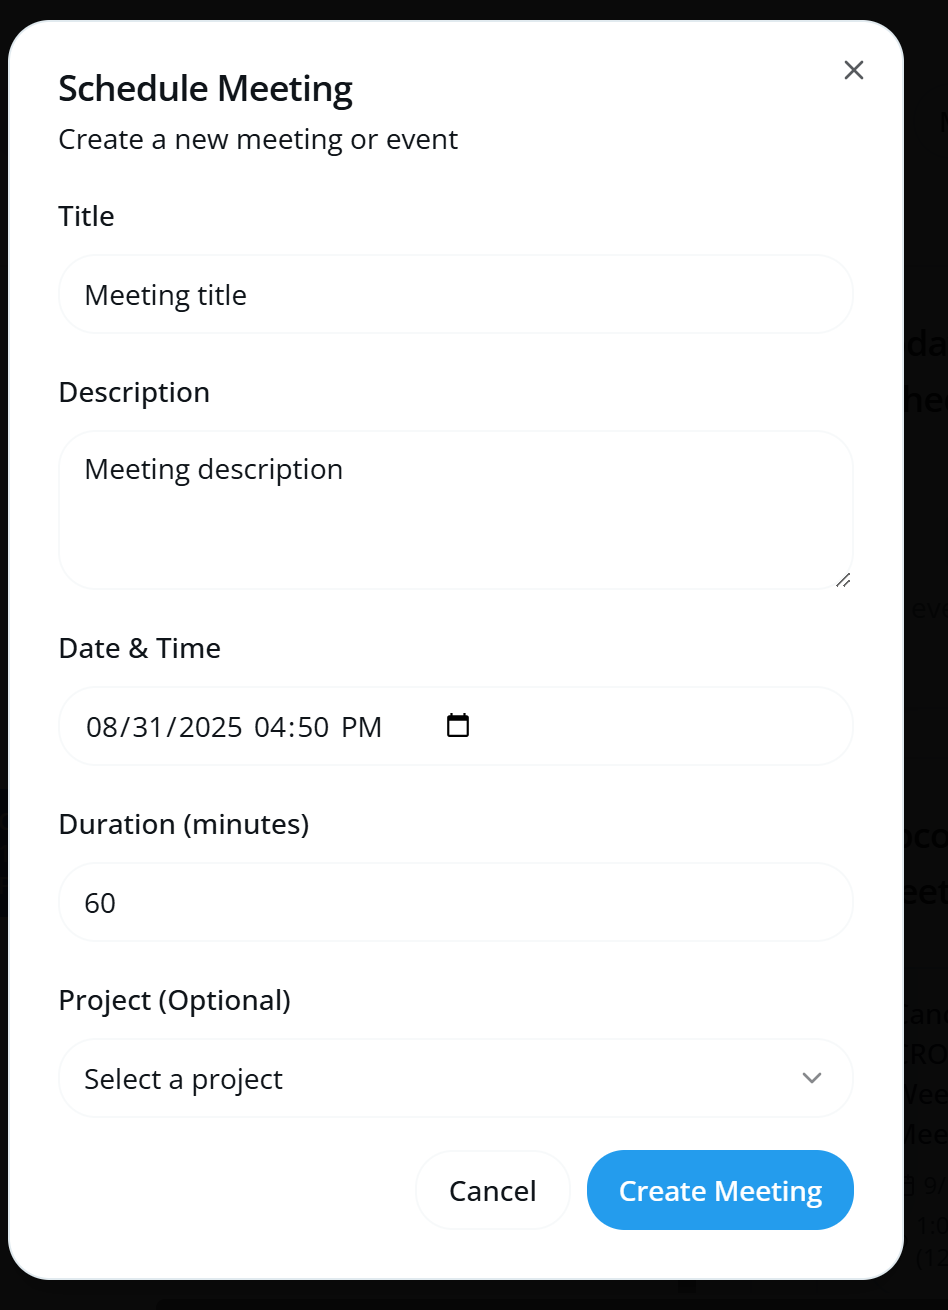 Schedule Meeting
Create a new meeting or event
Title
Meeting title
Description
Meeting description
Date & Time
08/31/2025 04:50 PM
Duration (minutes)
60
Project (Optional)
Select a project
Cancel
Create Meeting